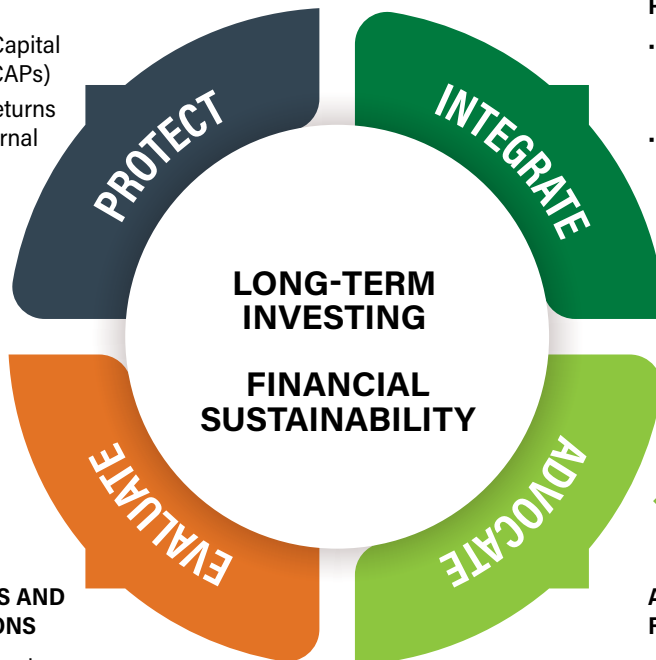 Capital
CAPs)
eturns
rnal
PROTECT
INTEGRATE
LONG-TERM
INVESTING
FINANCIAL
SUSTAINABILITY
EVALUATE
ADVOCATE
S AND
ONS